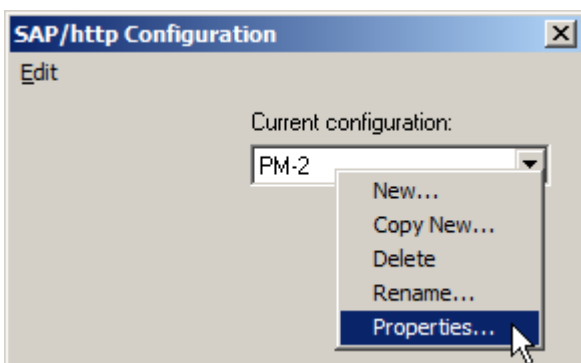 SAP/http Configuration
Edit
Current configuration:
PM-2
New...
Copy New...
Delete
Rename...
Properties...